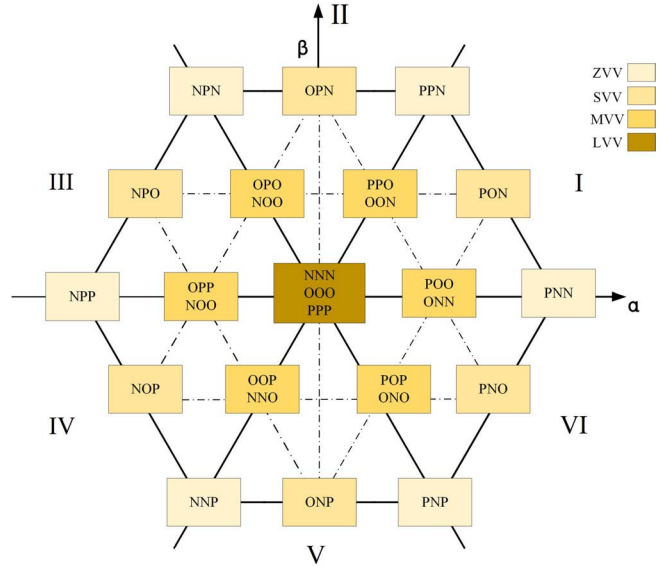 II
β
NPN
OPN
PPN
ZVV
SVV
MVV
LVV
III
NPO
OPO
NOO
PPO
OON
PON
I
NPP
OPP
NOO
NNN
OOO
PPP
POO
ONN
PNN
α
NOP
OOP
NNO
POP
ONO
PNO
IV
VI
NNP
ONP
PNP
V